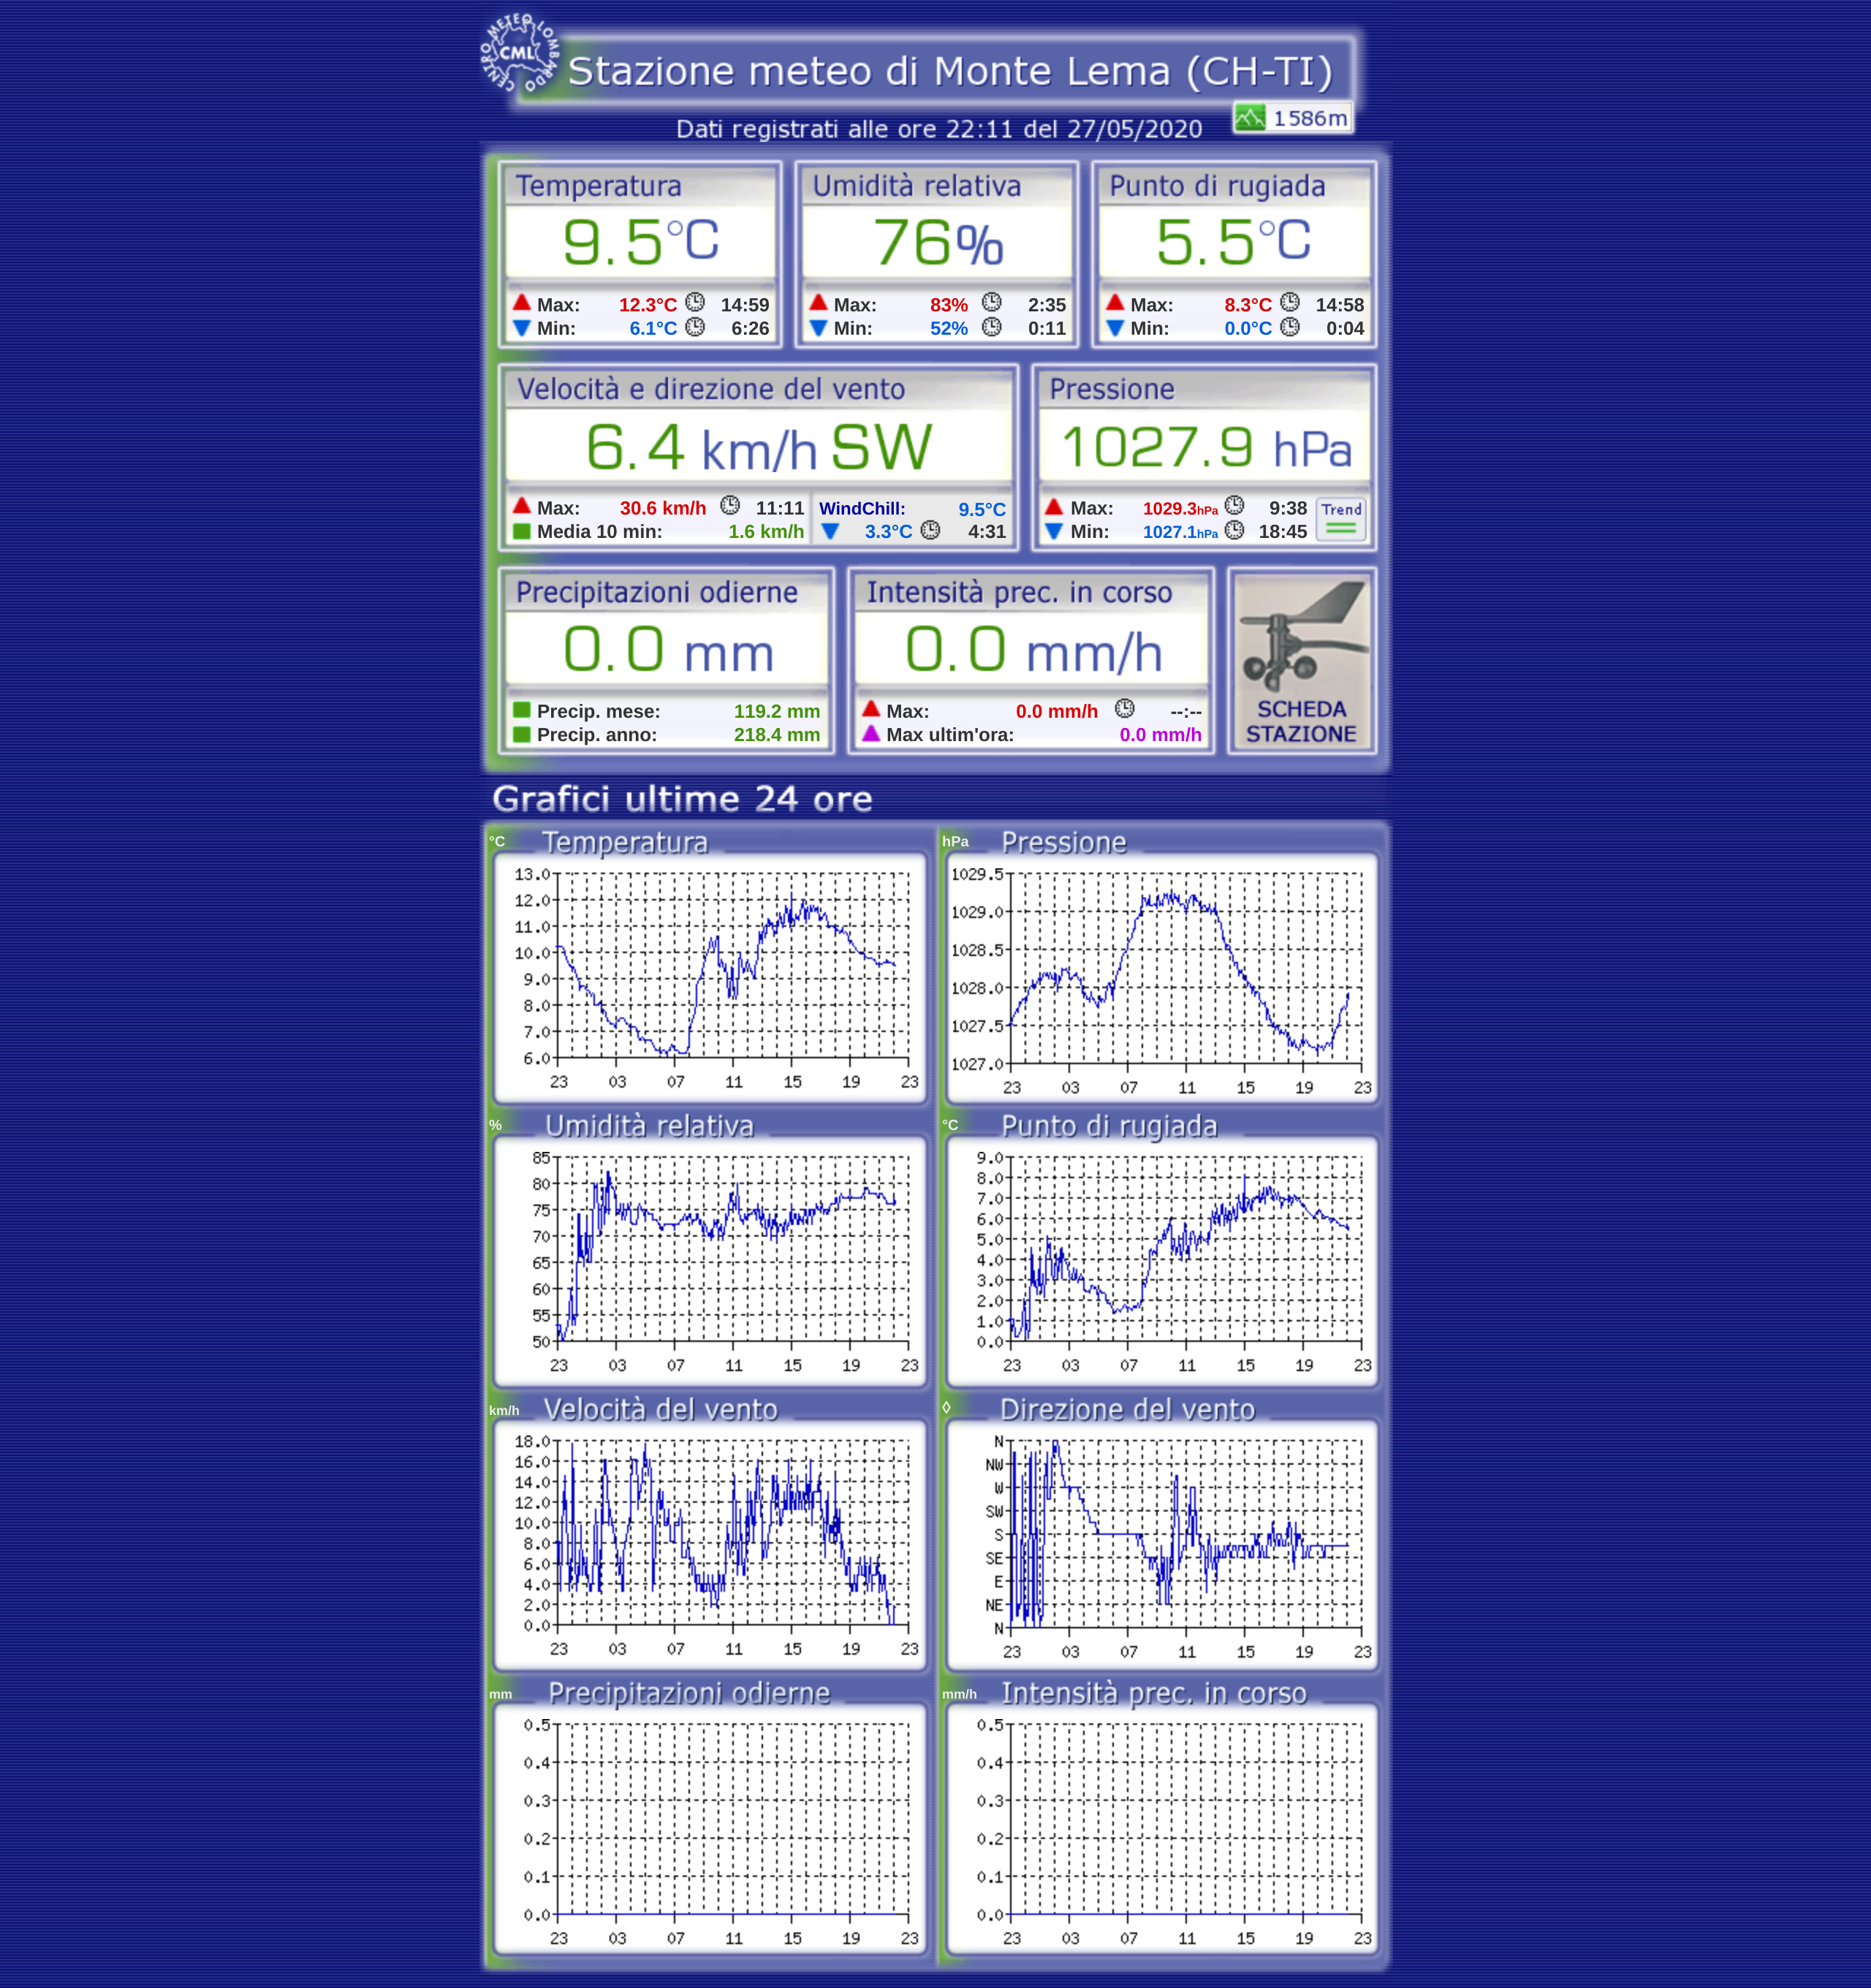 CENTRO METEO LOMBARDO
CML
Stazione meteo di Monte Lema (CH-TI)
1586m
Dati registrati alle ore 22:11 del 27/05/2020
Temperatura
9.5°C
Max: 12.3°C 14:59
Min: 6.1°C 6:26
Umidità relativa
76%
Max: 83% 2:35
Min: 52% 0:11
Punto di rugiada
5.5°C
Max: 8.3°C 14:58
Min: 0.0°C 0:04
Velocità e direzione del vento
6.4 km/h SW
Max: 30.6 km/h 11:11
Media 10 min: 1.6 km/h
WindChill: 9.5°C
3.3°C 4:31
Pressione
1027.9 hPa
Max: 1029.3hPa 9:38
Min: 1027.1hPa 18:45
Trend
Precipitazioni odierne
0.0 mm
Precip. mese: 119.2 mm
Precip. anno: 218.4 mm
Intensità prec. in corso
0.0 mm/h
Max: 0.0 mm/h --:--
Max ultim'ora: 0.0 mm/h
SCHEDA
STAZIONE
Grafici ultime 24 ore
°C Temperatura
13.0
12.0
11.0
10.0
9.0
8.0
7.0
6.0
23 03 07 11 15 19 23
hPa Pressione
1029.5
1029.0
1028.5
1028.0
1027.5
1027.0
23 03 07 11 15 19 23
% Umidità relativa
85
80
75
70
65
60
55
50
23 03 07 11 15 19 23
°C Punto di rugiada
9.0
8.0
7.0
6.0
5.0
4.0
3.0
2.0
1.0
0.0
23 03 07 11 15 19 23
km/h Velocità del vento
18.0
16.0
14.0
12.0
10.0
8.0
6.0
4.0
2.0
0.0
23 03 07 11 15 19 23
◊ Direzione del vento
N
NW
W
SW
S
SE
E
NE
N
23 03 07 11 15 19 23
mm Precipitazioni odierne
0.5
0.4
0.3
0.2
0.1
0.0
23 03 07 11 15 19 23
mm/h Intensità prec. in corso
0.5
0.4
0.3
0.2
0.1
0.0
23 03 07 11 15 19 23